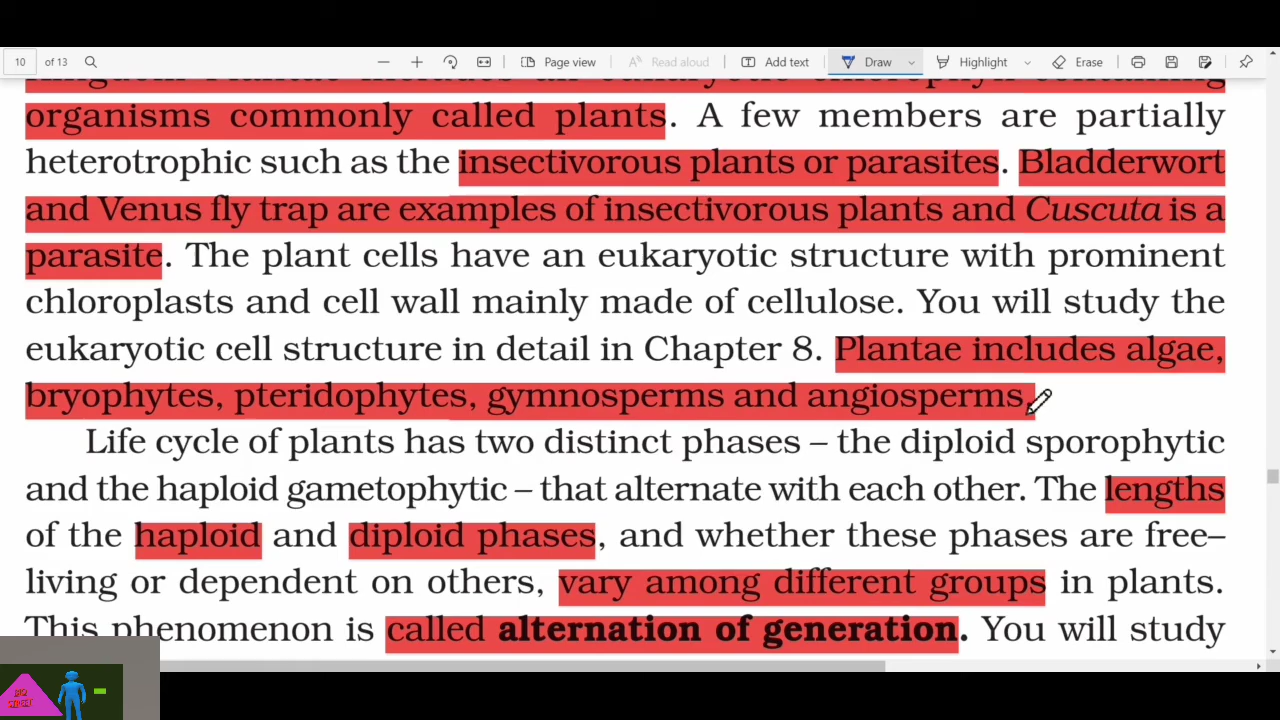 10 of 13 Page view Read aloud Add text Draw Highlight Erase
organisms commonly called plants. A few members are partially
heterotrophic such as the insectivorous plants or parasites. Bladderwort
and Venus fly trap are examples of insectivorous plants and Cuscuta is a
parasite. The plant cells have an eukaryotic structure with prominent
chloroplasts and cell wall mainly made of cellulose. You will study the
eukaryotic cell structure in detail in Chapter 8. Plantae includes algae,
bryophytes, pteridophytes, gymnosperms and angiosperms.
Life cycle of plants has two distinct phases – the diploid sporophytic
and the haploid gametophytic – that alternate with each other. The lengths
of the haploid and diploid phases, and whether these phases are free–
living or dependent on others, vary among different groups in plants.
This phenomenon is called alternation of generation. You will study